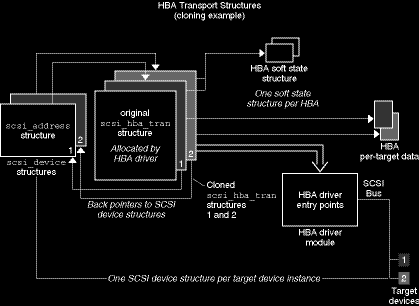 HBA Transport Structures
(cloning example)
HBA soft state
structure
One soft state
structure per HBA
original
scsi_hba_tran
structure
Allocated by
HBA driver
scsi_address
structure
1
2
1
2
scsi_device
structures
HBA
per-target data
Back pointers to SCSI
device structures
Cloned
scsi_hba_tran
structures
1 and 2
HBA driver
entry points
HBA driver
module
SCSI
Bus
One SCSI device structure per target device instance
1
2
Target
devices